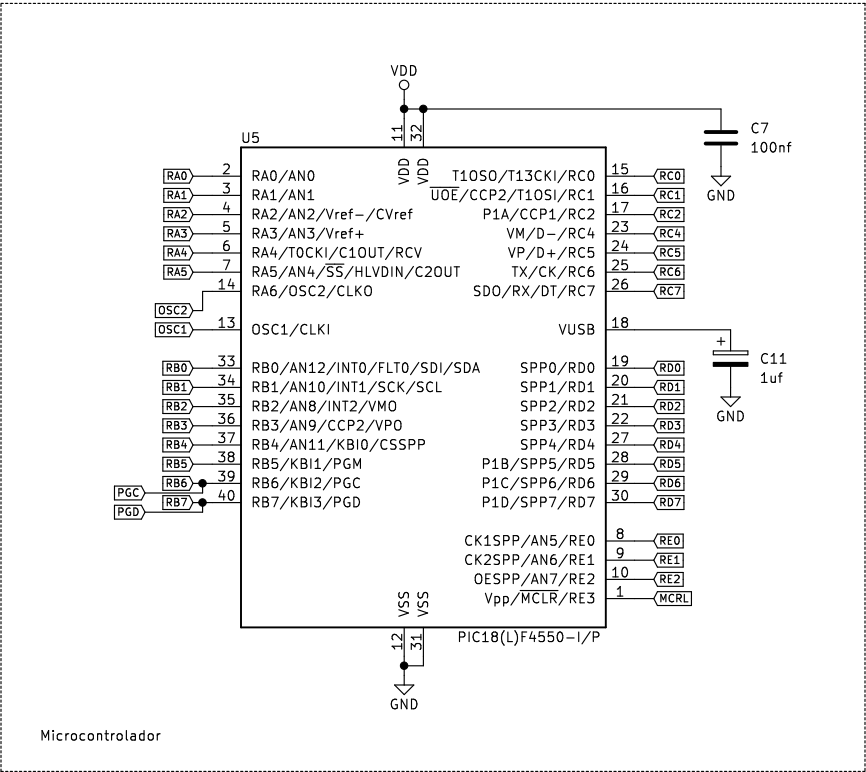 VDD
C7
100nf
GND
U5
11 32
VDD VDD
RA0 2 RA0/AN0 T1OSO/T13CKI/RC0 15 RC0
RA1 3 RA1/AN1 UOE/CCP2/T1OSI/RC1 16 RC1
RA2 4 RA2/AN2/Vref-/CVref P1A/CCP1/RC2 17 RC2
RA3 5 RA3/AN3/Vref+ VM/D-/RC4 23 RC4
RA4 6 RA4/T0CKI/C1OUT/RCV VP/D+/RC5 24 RC5
RA5 7 RA5/AN4/SS/HLVDIN/C2OUT TX/CK/RC6 25 RC6
14 RA6/OSC2/CLKO SDO/RX/DT/RC7 26 RC7
OSC2
OSC1 13 OSC1/CLKI VUSB 18
+
C11
1uf
GND
RB0 33 RB0/AN12/INT0/FLT0/SDI/SDA SPP0/RD0 19 RD0
RB1 34 RB1/AN10/INT1/SCK/SCL SPP1/RD1 20 RD1
RB2 35 RB2/AN8/INT2/VMO SPP2/RD2 21 RD2
RB3 36 RB3/AN9/CCP2/VPO SPP3/RD3 22 RD3
RB4 37 RB4/AN11/KBI0/CSSPP SPP4/RD4 27 RD4
RB5 38 RB5/KBI1/PGM P1B/SPP5/RD5 28 RD5
RB6 39 RB6/KBI2/PGC P1C/SPP6/RD6 29 RD6
PGC
RB7 40 RB7/KBI3/PGD P1D/SPP7/RD7 30 RD7
PGD
CK1SPP/AN5/RE0 8 RE0
CK2SPP/AN6/RE1 9 RE1
OESPP/AN7/RE2 10 RE2
Vpp/MCLR/RE3 1 MCRL
VSS VSS
12 31
PIC18(L)F4550-I/P
GND
Microcontrolador